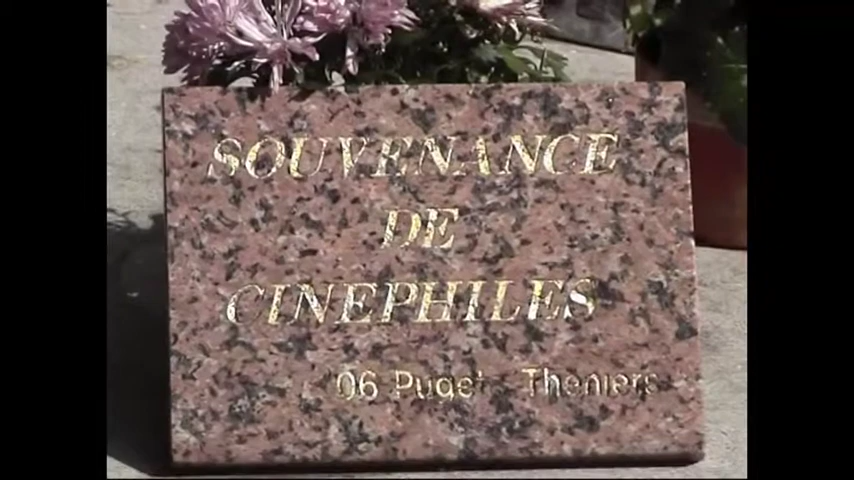 SOUVENANCE
DE
CINEPHILES
06 Puget - Theniers